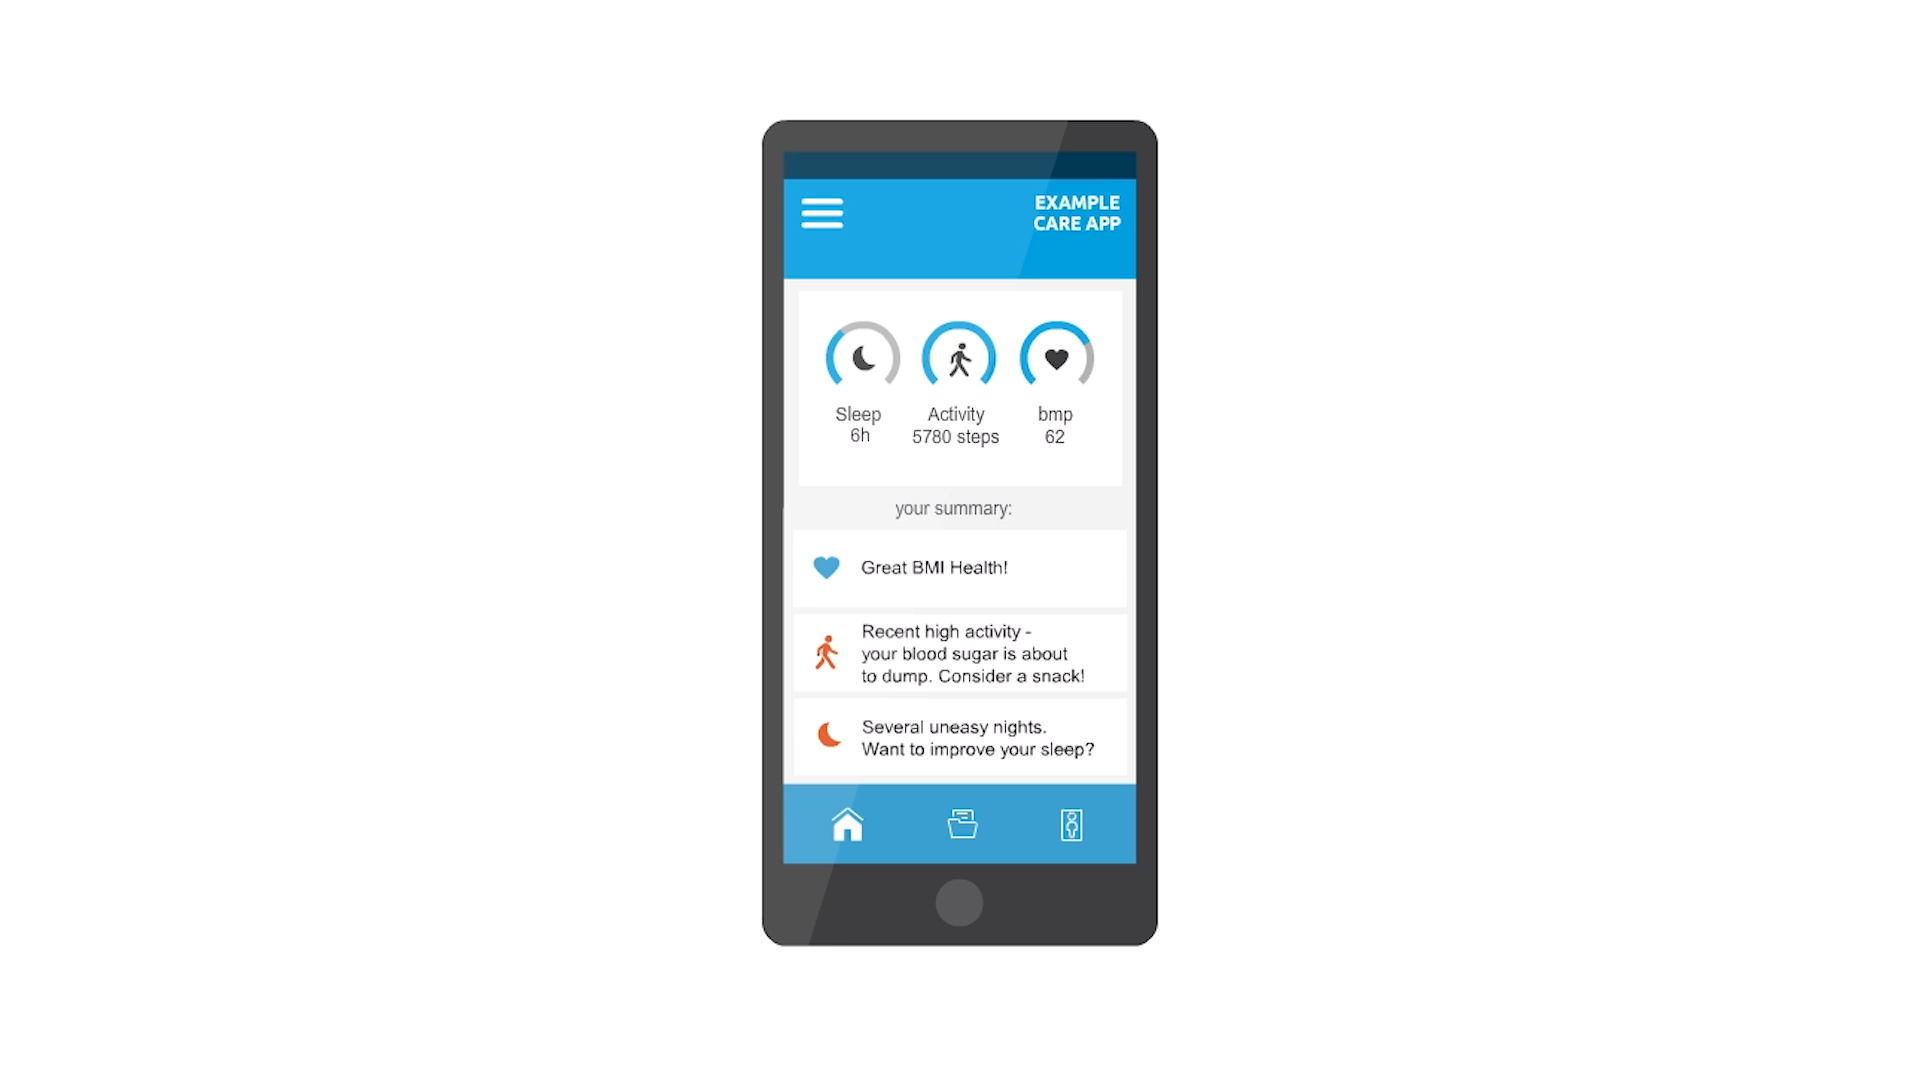 EXAMPLE
CARE APP
Sleep
6h
Activity
5780 steps
bmp
62
your summary:
Great BMI Health!
Recent high activity -
your blood sugar is about
to dump. Consider a snack!
Several uneasy nights.
Want to improve your sleep?